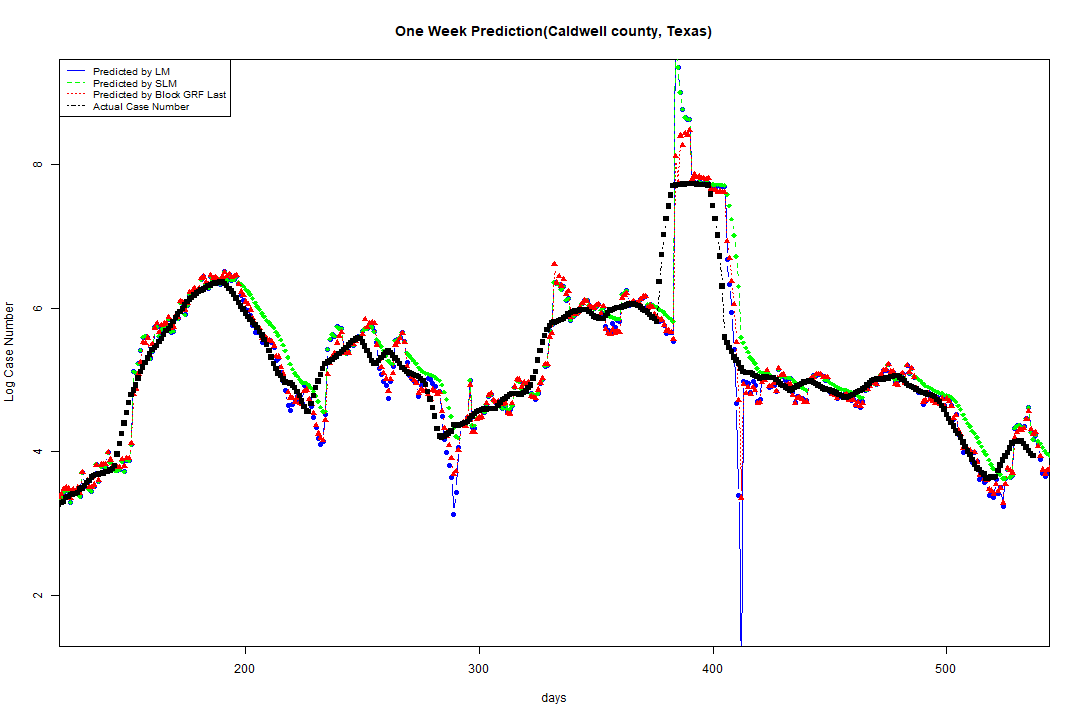 One Week Prediction(Caldwell county, Texas)
Predicted by LM
Predicted by SLM
Predicted by Block GRF Last
Actual Case Number
Log Case Number
8
6
4
2
200 300 400 500
days